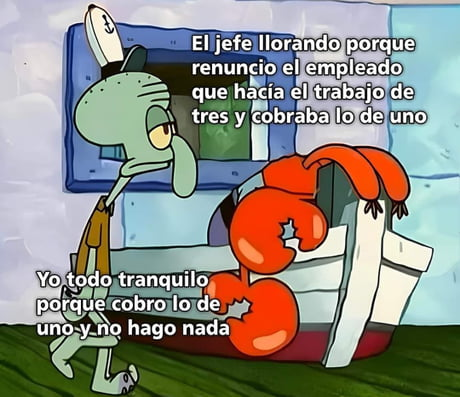 El jefe llorando porque
renuncio el empleado
que hacía el trabajo de
tres y cobraba lo de uno
Yo todo tranquilo
porque cobro lo de
uno y no hago nada